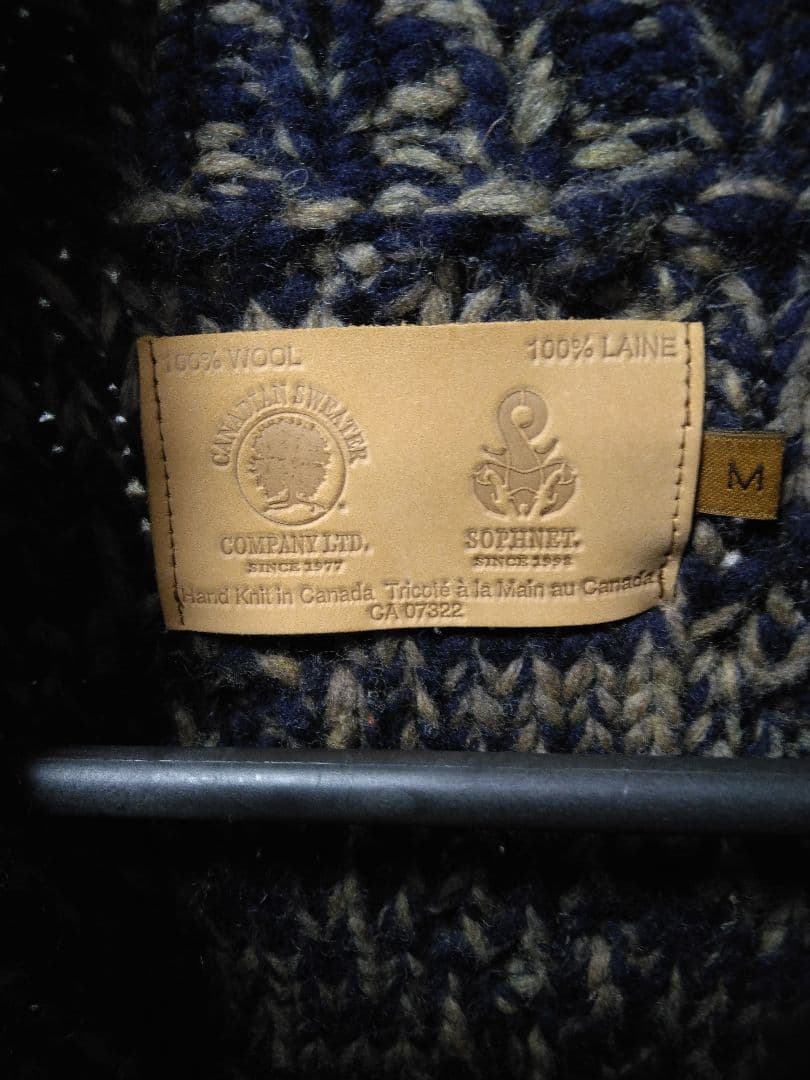 100% WOOL
100% LAINE
CANADIAN SWEATER
COMPANY LTD.
SINCE 1977
SOPHNET.
SINCE 1998
Hand Knit in Canada Tricoté à la Main au Canada
CA 07322
M